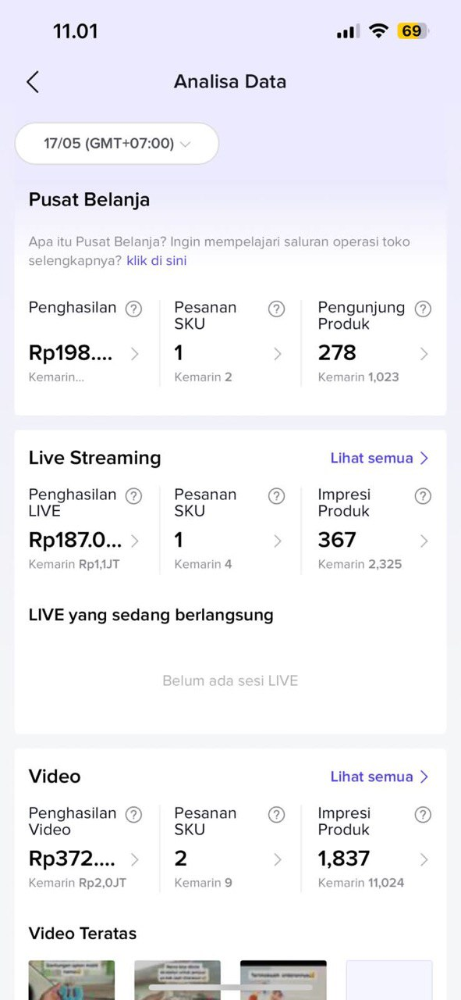 11.01
69
Analisa Data
17/05 (GMT+07:00)
Pusat Belanja
Apa itu Pusat Belanja? Ingin mempelajari saluran operasi toko
selengkapnya? klik di sini
Penghasilan ?
Rp198....
Kemarin...
Pesanan
SKU ?
1
Kemarin 2
Pengunjung
Produk ?
278
Kemarin 1,023
Live Streaming
Lihat semua
Penghasilan
LIVE ?
Rp187.0...
Kemarin Rp1,1JT
Pesanan
SKU ?
1
Kemarin 4
Impresi
Produk ?
367
Kemarin 2,325
LIVE yang sedang berlangsung
Belum ada sesi LIVE
Video
Lihat semua
Penghasilan
Video ?
Rp372....
Kemarin Rp2,0JT
Pesanan
SKU ?
2
Kemarin 9
Impresi
Produk ?
1,837
Kemarin 11,024
Video Teratas